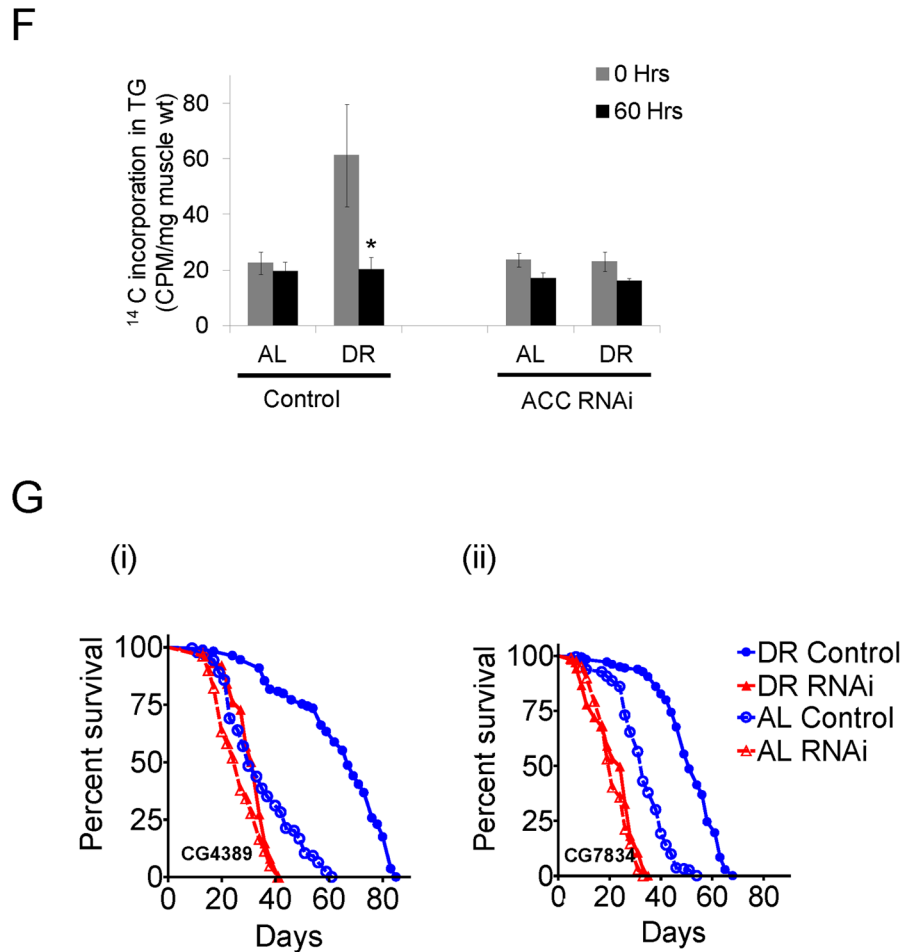 F
0 Hrs
60 Hrs
14 C incorporation in TG
(CPM/mg muscle wt)
80
60
40
20
0
*
AL
DR
AL
DR
Control
ACC RNAi
G
(i)
(ii)
Percent survival
100
75
50
25
0
CG4389
0
20
40
60
80
Days
Percent survival
100
75
50
25
0
CG7834
0
20
40
60
80
Days
DR Control
DR RNAi
AL Control
AL RNAi